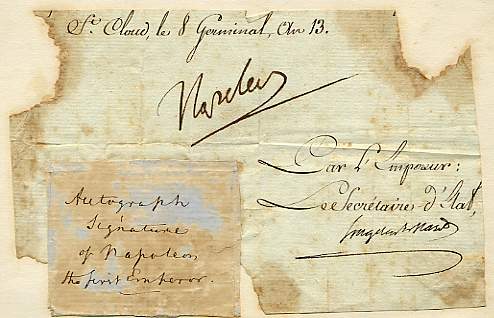 St. Cloud, le 8 Germinal, An 13.
Napoleon
Par l'Empereur:
Le Secrétaire d'Etat,
Autograph
Signature
of Napoleon
the first Emperor.